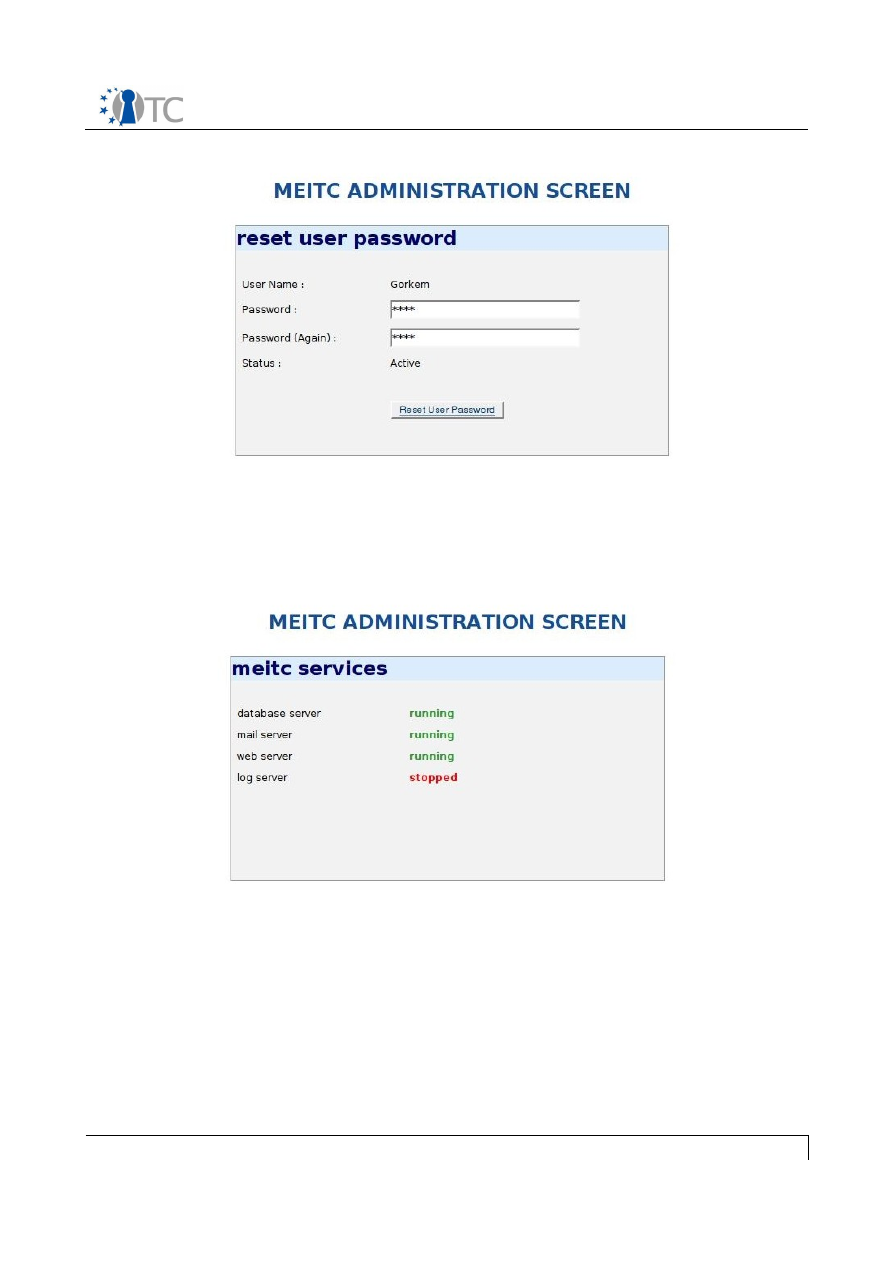 TC
MEITC ADMINISTRATION SCREEN
reset user password
User Name : Gorkem
Password : ****
Password (Again) : ****
Status : Active
Reset User Password
MEITC ADMINISTRATION SCREEN
meitc services
database server running
mail server running
web server running
log server stopped